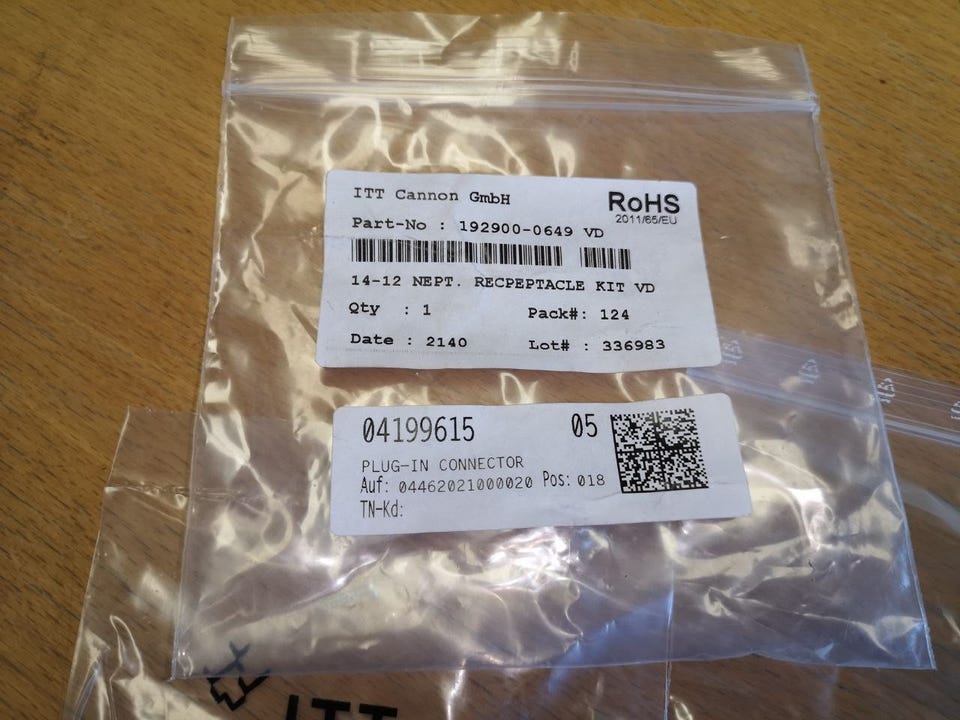 ITT Cannon GmbH
RoHS
2011/65/EU
Part-No : 192900-0649 VD
14-12 NEPT. RECPEPTACLE KIT VD
Qty : 1 Pack#: 124
Date : 2140 Lot# : 336983
04199615 05
PLUG-IN CONNECTOR
Auf: 04462021000020 Pos: 018
TN-Kd:
ITT